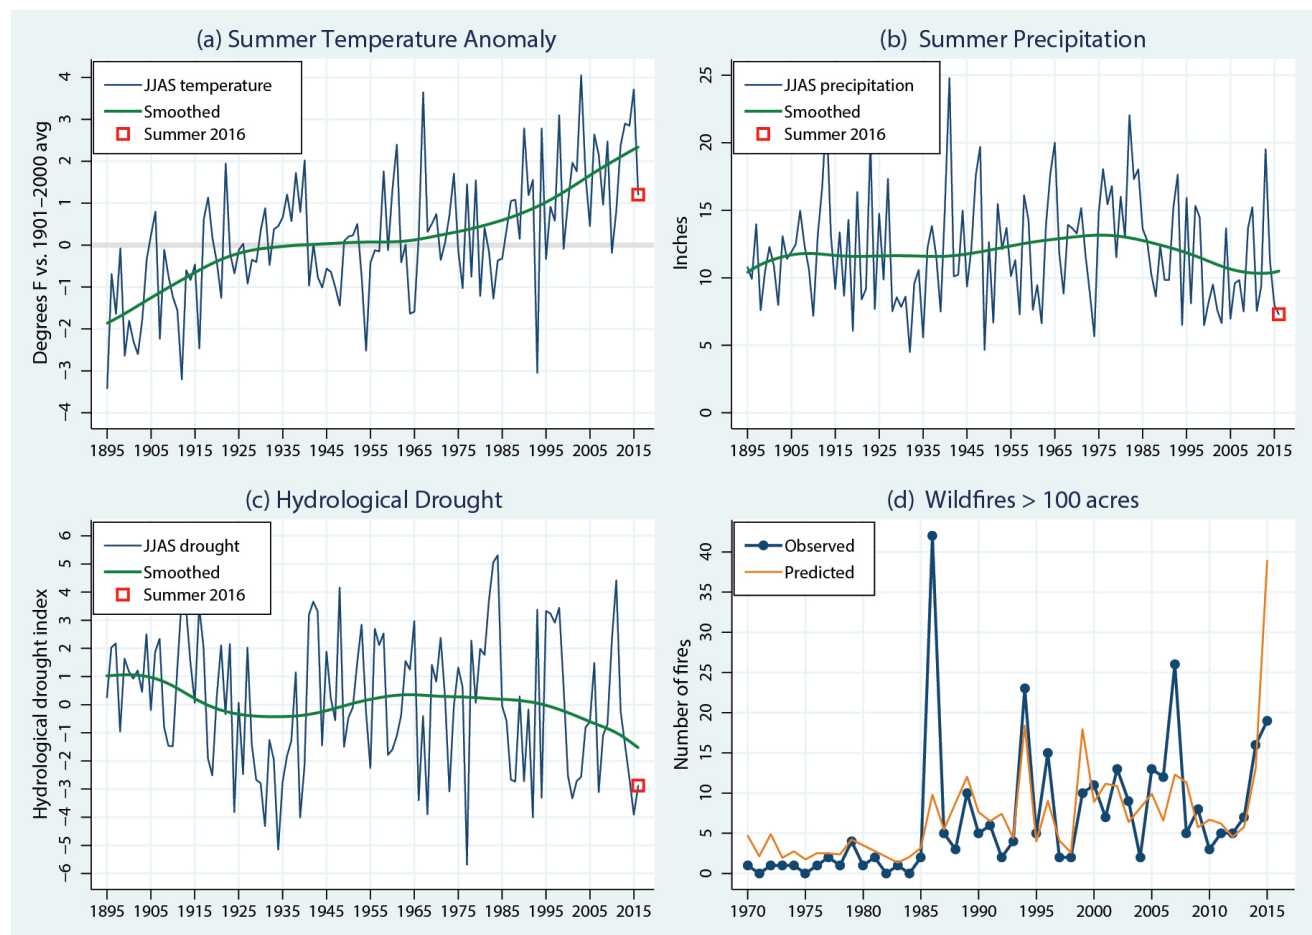 (a) Summer Temperature Anomaly
JJAS temperature
Smoothed
Summer 2016
Degrees F vs. 1901–2000 avg
4
3
2
1
0
−1
−2
−3
−4
1895 1905 1915 1925 1935 1945 1955 1965 1975 1985 1995 2005 2015
(b) Summer Precipitation
JJAS precipitation
Smoothed
Summer 2016
Inches
25
20
15
10
5
0
1895 1905 1915 1925 1935 1945 1955 1965 1975 1985 1995 2005 2015
(c) Hydrological Drought
JJAS drought
Smoothed
Summer 2016
Hydrological drought index
6
5
4
3
2
1
0
−1
−2
−3
−4
−5
−6
1895 1905 1915 1925 1935 1945 1955 1965 1975 1985 1995 2005 2015
(d) Wildfires > 100 acres
Observed
Predicted
Number of fires
40
35
30
25
20
15
10
5
0
1970 1975 1980 1985 1990 1995 2000 2005 2010 2015